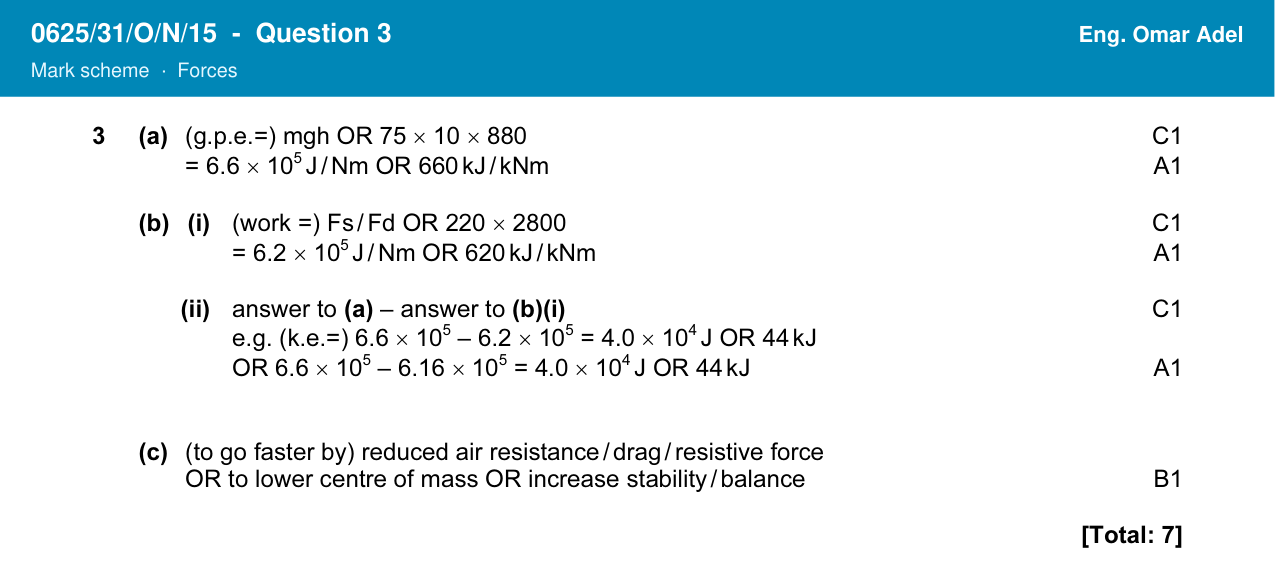 0625/31/O/N/15 - Question 3
Eng. Omar Adel
Mark scheme · Forces
3 (a) (g.p.e.=) mgh OR 75 × 10 × 880 C1
= 6.6 × 10⁵ J/Nm OR 660 kJ/kNm A1
(b) (i) (work =) Fs/Fd OR 220 × 2800 C1
= 6.2 × 10⁵ J/Nm OR 620 kJ/kNm A1
(ii) answer to (a) – answer to (b)(i) C1
e.g. (k.e.=) 6.6 × 10⁵ – 6.2 × 10⁵ = 4.0 × 10⁴ J OR 44 kJ
OR 6.6 × 10⁵ – 6.16 × 10⁵ = 4.0 × 10⁴ J OR 44 kJ A1
(c) (to go faster by) reduced air resistance/drag/resistive force
OR to lower centre of mass OR increase stability/balance B1
[Total: 7]